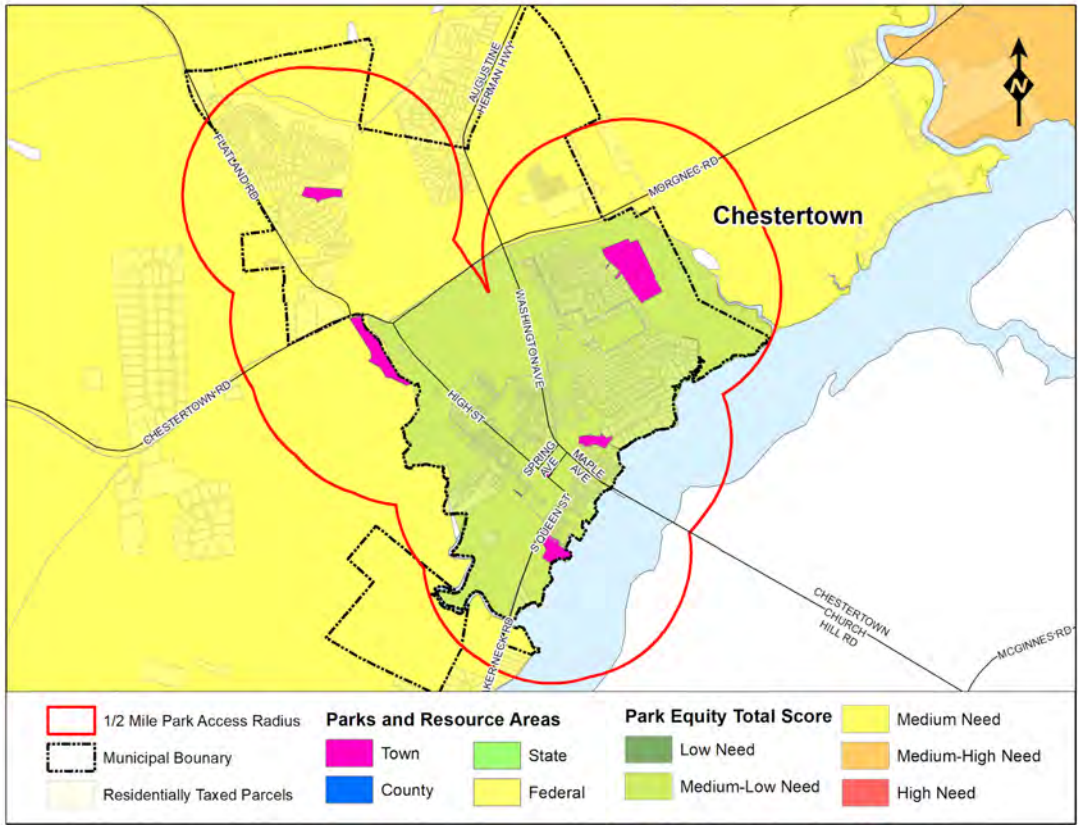 AUGUSTINE
HERMAN HWY
N
FLATLAND RD
MORGNEC RD
Chestertown
WASHINGTON AVE
CHESTERTOWN RD
HIGH ST
SPRING
AVE
MAPLE
AVE
S QUEEN ST
CHESTERTOWN
CHURCH
HILL RD
MCGINNES RD
KER NECK RD
1/2 Mile Park Access Radius
Municipal Bounary
Residentially Taxed Parcels
Parks and Resource Areas
Town
County
State
Federal
Park Equity Total Score
Low Need
Medium-Low Need
Medium Need
Medium-High Need
High Need